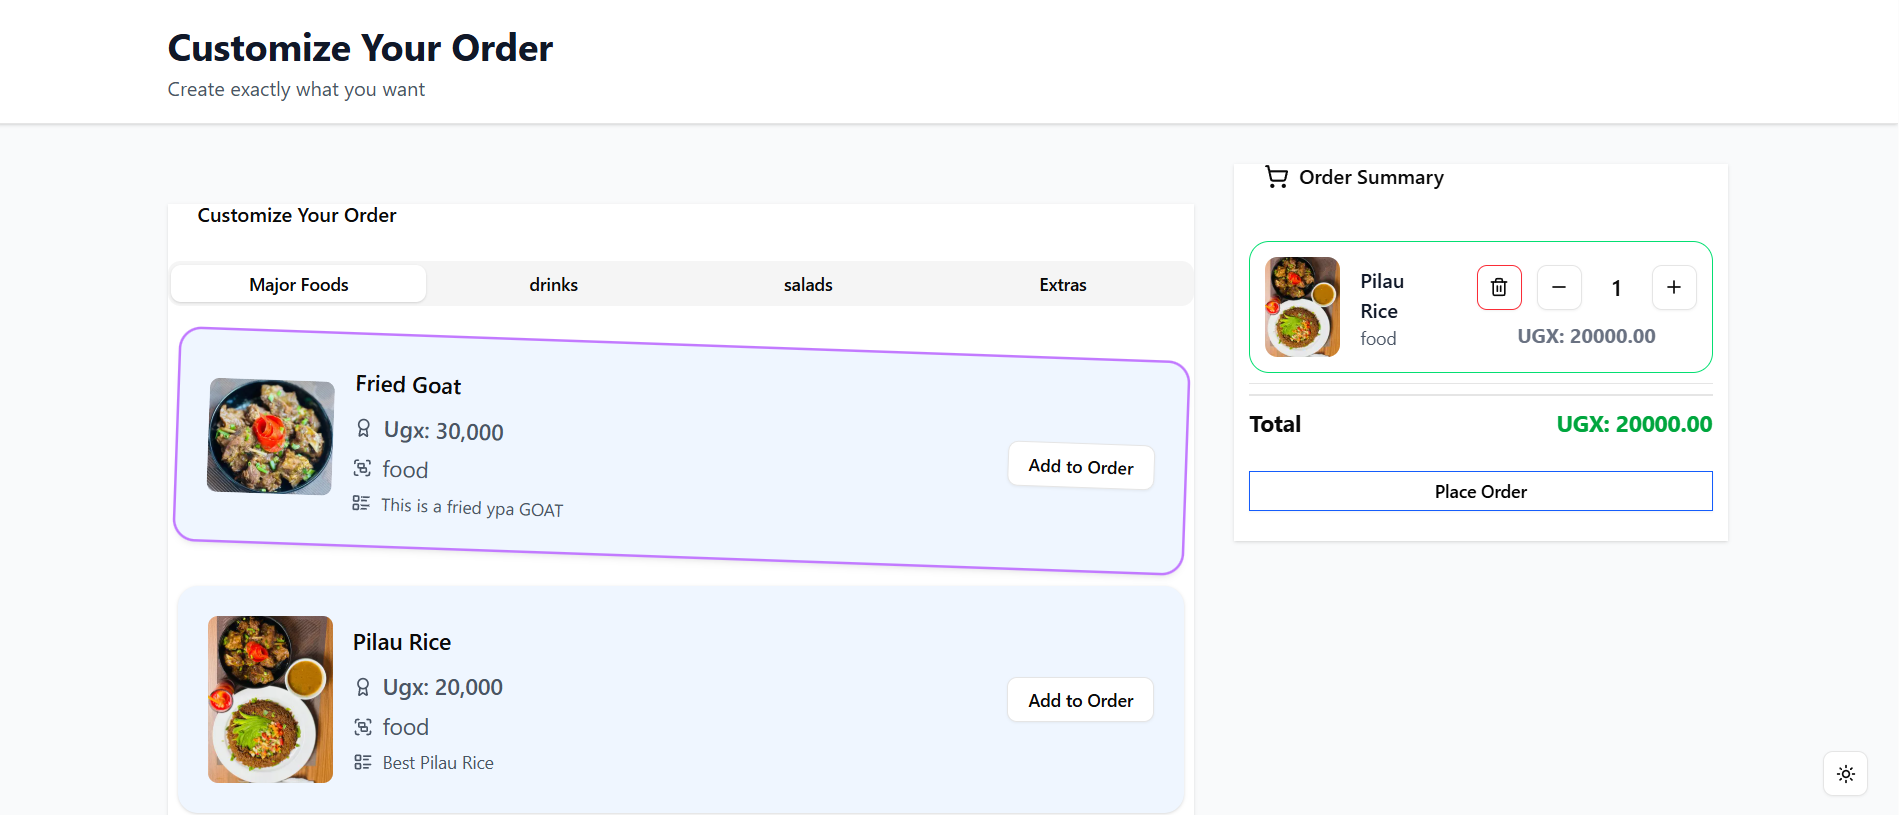 Customize Your Order
Create exactly what you want
Customize Your Order
Major Foods
drinks
salads
Extras
Fried Goat
Ugx: 30,000
food
This is a fried ypa GOAT
Add to Order
Pilau Rice
Ugx: 20,000
food
Best Pilau Rice
Add to Order
Order Summary
Pilau
Rice
food
1
UGX: 20000.00
Total
UGX: 20000.00
Place Order